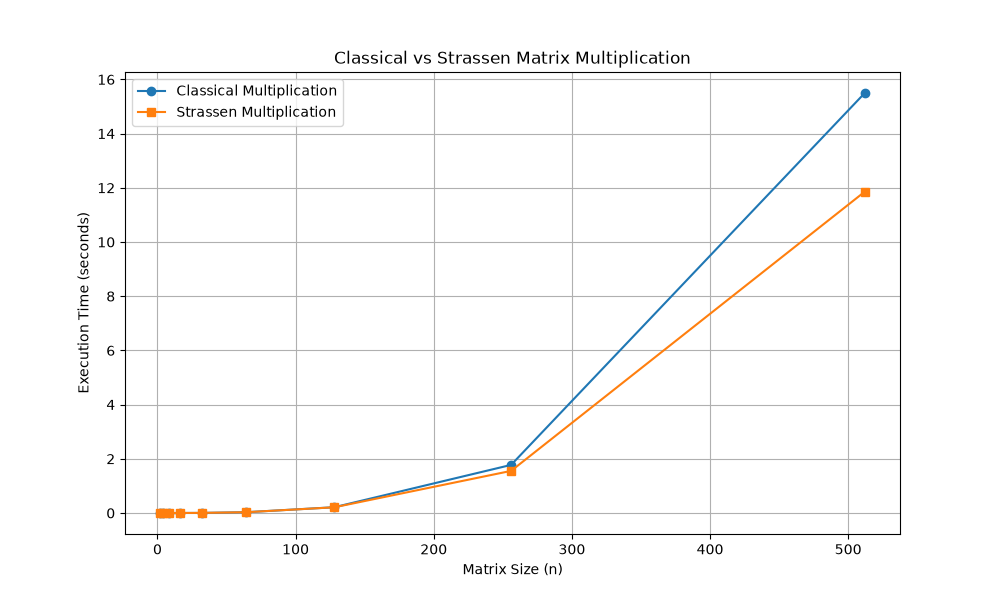 Classical vs Strassen Matrix Multiplication
Classical Multiplication
Strassen Multiplication
Execution Time (seconds)
16
14
12
10
8
6
4
2
0
0 100 200 300 400 500
Matrix Size (n)